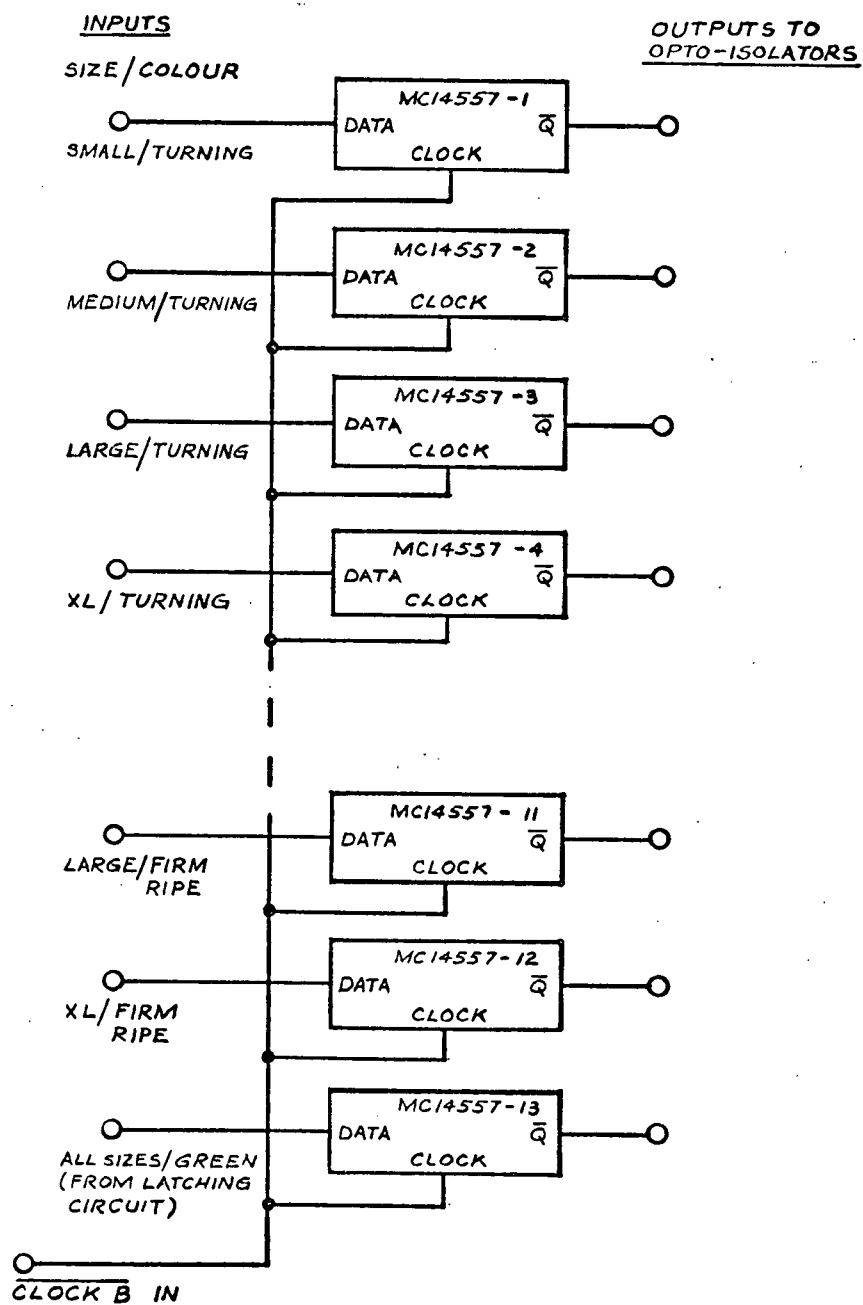 INPUTS
OUTPUTS TO
OPTO-ISOLATORS
SIZE/COLOUR
SMALL/TURNING
MC14557-1
DATA
Q̅
CLOCK
MEDIUM/TURNING
MC14557-2
DATA
Q̅
CLOCK
LARGE/TURNING
MC14557-3
DATA
Q̅
CLOCK
XL/TURNING
MC14557-4
DATA
Q̅
CLOCK
LARGE/FIRM
RIPE
MC14557-11
DATA
Q̅
CLOCK
XL/FIRM
RIPE
MC14557-12
DATA
Q̅
CLOCK
ALL SIZES/GREEN
(FROM LATCHING
CIRCUIT)
MC14557-13
DATA
Q̅
CLOCK
C̅L̅O̅C̅K̅ B̅ IN